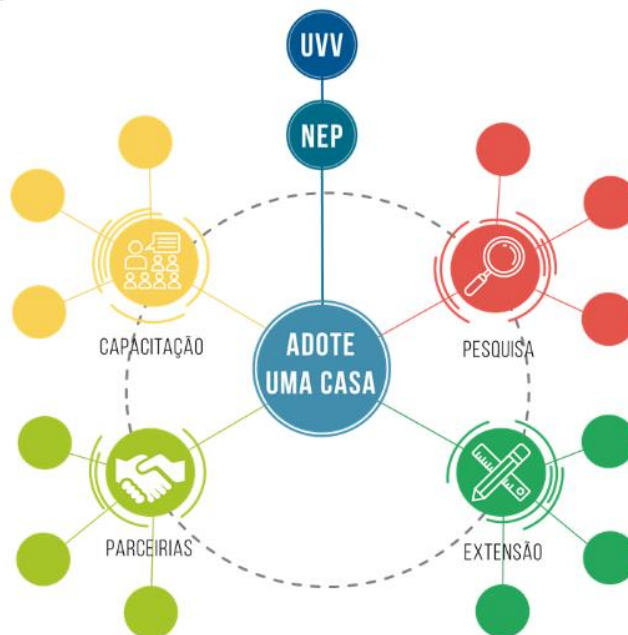 UVV
NEP
CAPACITAÇÃO
ADOTE
UMA CASA
PESQUISA
PARCEIRIAS
EXTENSÃO